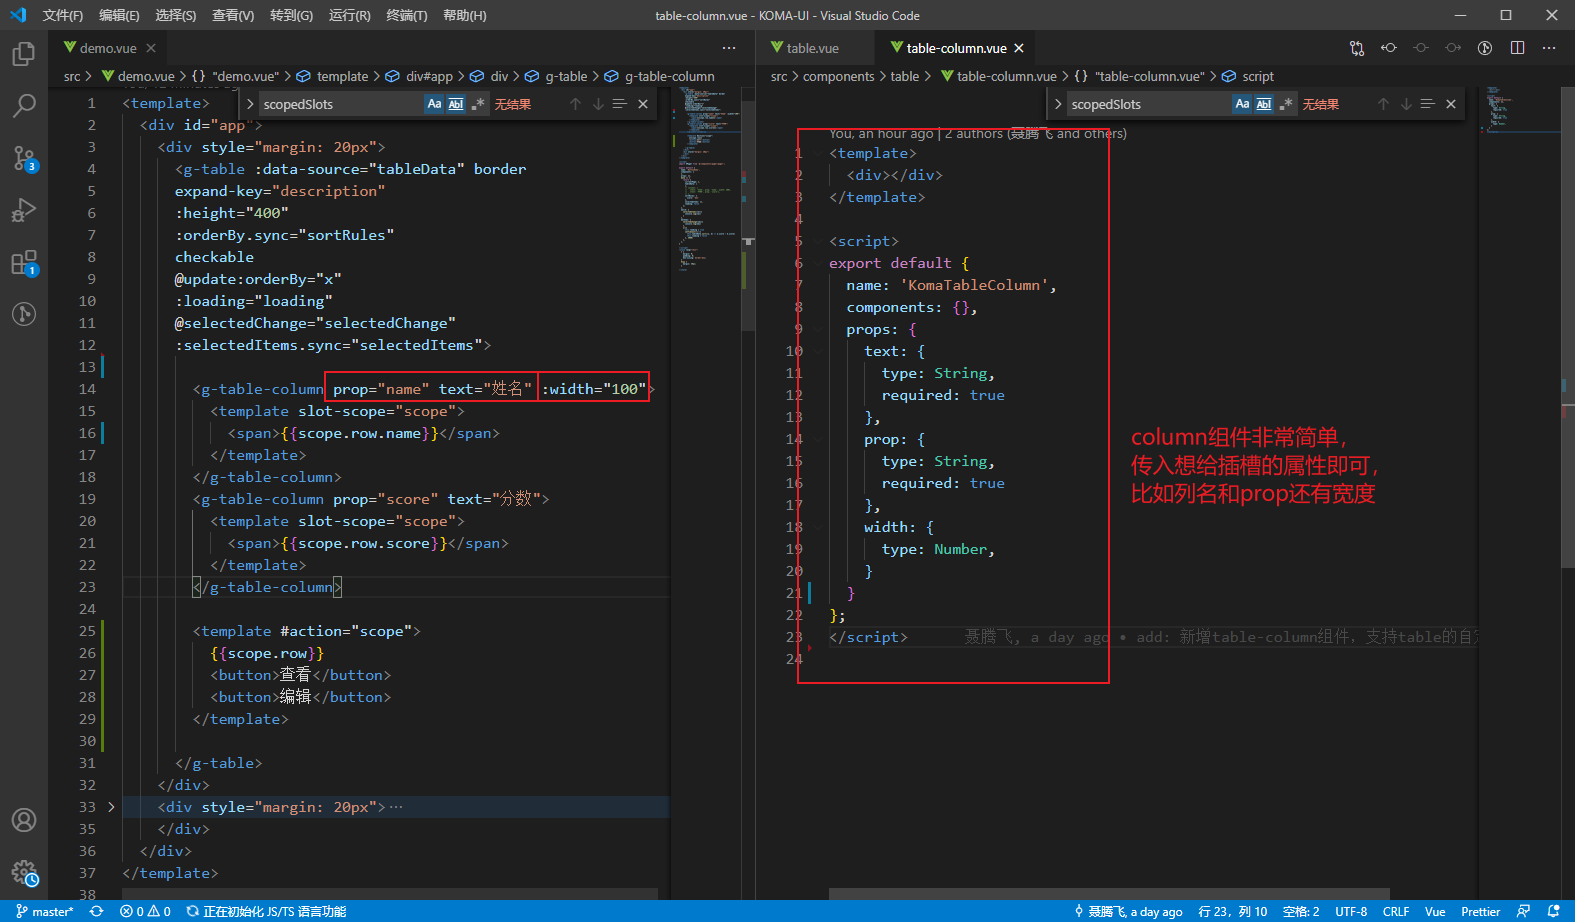 文件(F) 编辑(E) 选择(S) 查看(V) 转到(G) 运行(R) 终端(T) 帮助(H)
table-column.vue - KOMA-UI - Visual Studio Code
demo.vue
src > demo.vue > {} "demo.vue" > template > div#app > div > g-table > g-table-column
scopedSlots Aa Abl .* 无结果
1 <template>
2 <div id="app">
3 <div style="margin: 20px">
4 <g-table :data-source="tableData" border
5 expand-key="description"
6 :height="400"
7 :orderBy.sync="sortRules"
8 checkable
9 @update:orderBy="x"
10 :loading="loading"
11 @selectedChange="selectedChange"
12 :selectedItems.sync="selectedItems">
13
14 <g-table-column prop="name" text="姓名" :width="100">
15 <template slot-scope="scope">
16 <span>{{scope.row.name}}</span>
17 </template>
18 </g-table-column>
19 <g-table-column prop="score" text="分数">
20 <template slot-scope="scope">
21 <span>{{scope.row.score}}</span>
22 </template>
23 </g-table-column>
24
25 <template #action="scope">
26 {{scope.row}}
27 <button>查看</button>
28 <button>编辑</button>
29 </template>
30
31 </g-table>
32 </div>
33 <div style="margin: 20px">…
35 </div>
36 </div>
37 </template>
38
table.vue table-column.vue
src > components > table > table-column.vue > {} "table-column.vue" > script
scopedSlots Aa Abl .* 无结果
You, an hour ago | 2 authors (聂腾飞 and others)
1 <template>
2 <div></div>
3 </template>
4
5 <script>
6 export default {
7 name: 'KomaTableColumn',
8 components: {},
9 props: {
10 text: {
11 type: String,
12 required: true
13 },
14 prop: {
15 type: String,
16 required: true
17 },
18 width: {
19 type: Number,
20 }
21 }
22 };
23 </script> 聂腾飞, a day ago • add: 新增table-column组件，支持table的自
24
column组件非常简单，
传入想给插槽的属性即可，
比如列名和prop还有宽度
3
1
master* 0 0 正在初始化 JS/TS 语言功能
聂腾飞, a day ago 行 23，列 10 空格: 2 UTF-8 CRLF Vue Prettier